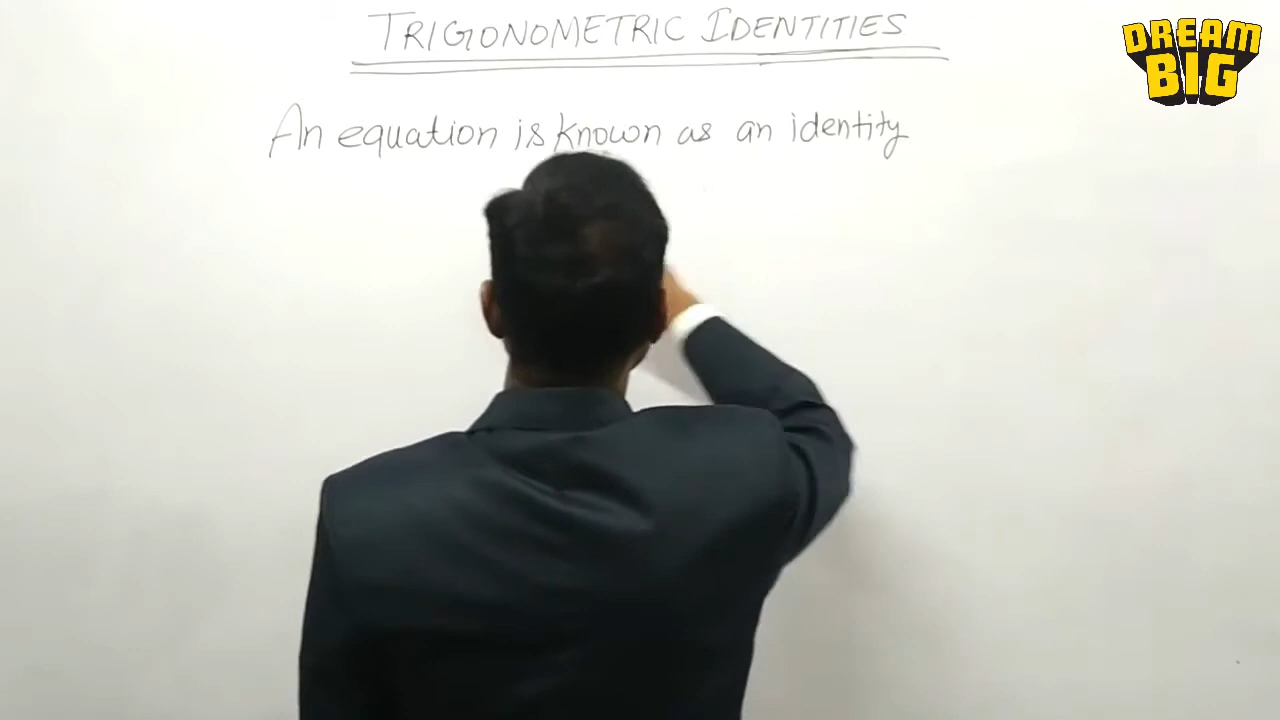 TRIGONOMETRIC IDENTITIES
An equation is known as an identity
DREAM
BIG